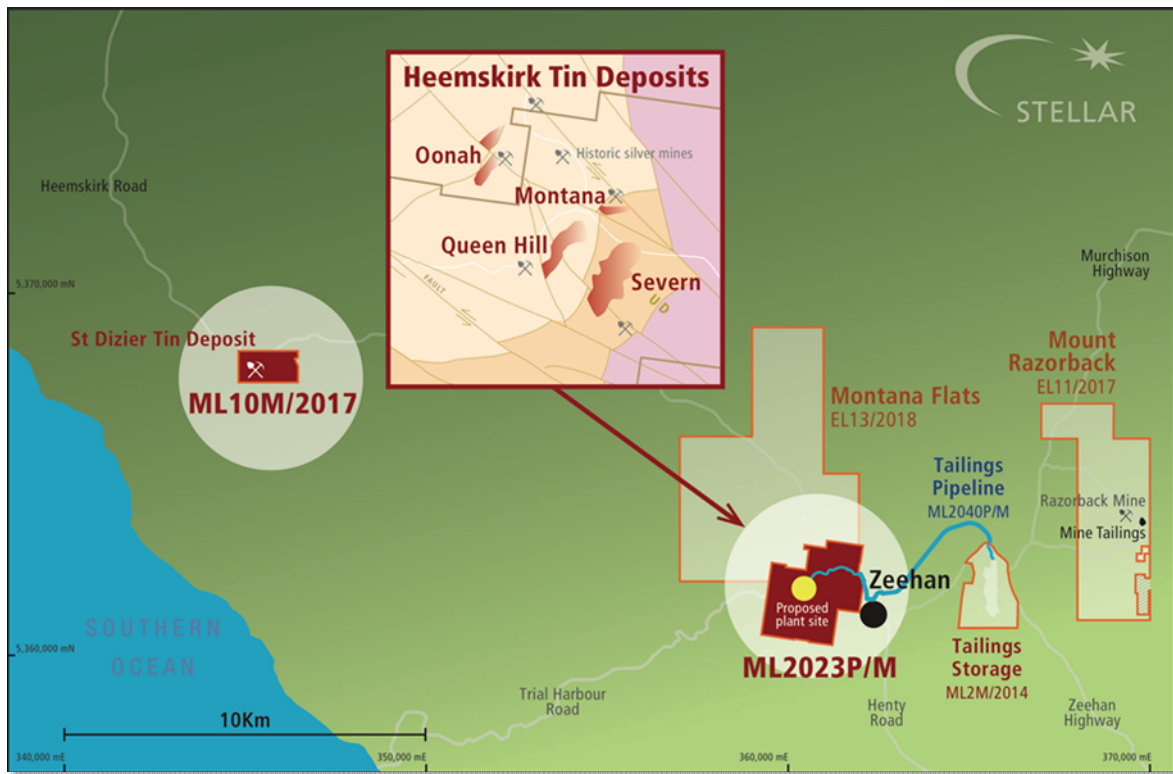 Heemskirk Tin Deposits
STELLAR
Oonah
Historic silver mines
Montana
Queen Hill
Severn
FAULT
U D
Heemskirk Road
Murchison
Highway
5,370,000 mN
St Dizier Tin Deposit
ML10M/2017
Mount
Razorback
EL11/2017
Montana Flats
EL13/2018
Tailings
Pipeline
ML2040P/M
Razorback Mine
Mine Tailings
Zeehan
Proposed
plant site
SOUTHERN
OCEAN
5,360,000 mN
ML2023P/M
Tailings
Storage
ML2M/2014
Trial Harbour
Road
Henty
Road
Zeehan
Highway
10Km
340,000 mE
350,000 mE
360,000 mE
370,000 mE